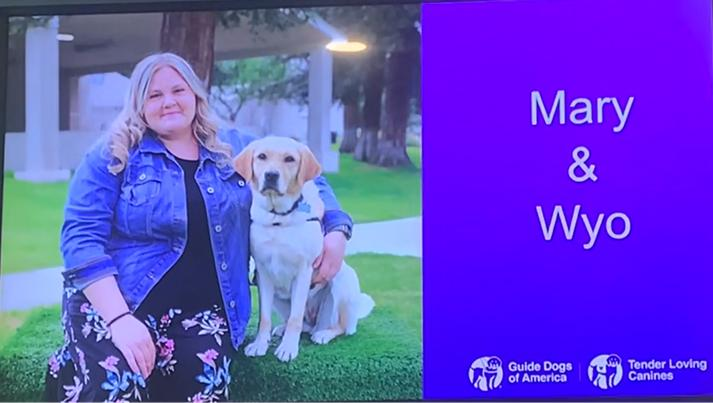 Mary
&
Wyo
Guide Dogs
of America
Tender Loving
Canines